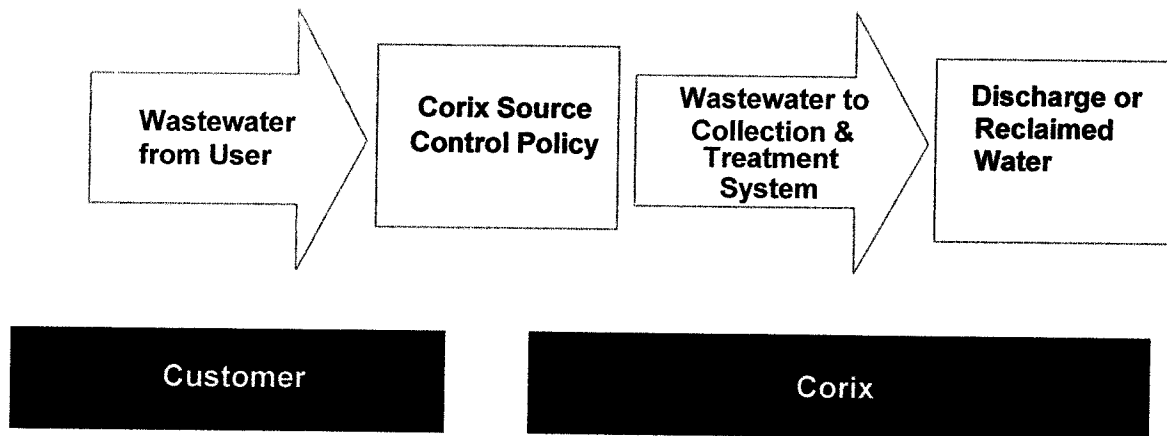 Wastewater
from User
Corix Source
Control Policy
Wastewater to
Collection &
Treatment
System
Discharge or
Reclaimed
Water
Customer
Corix